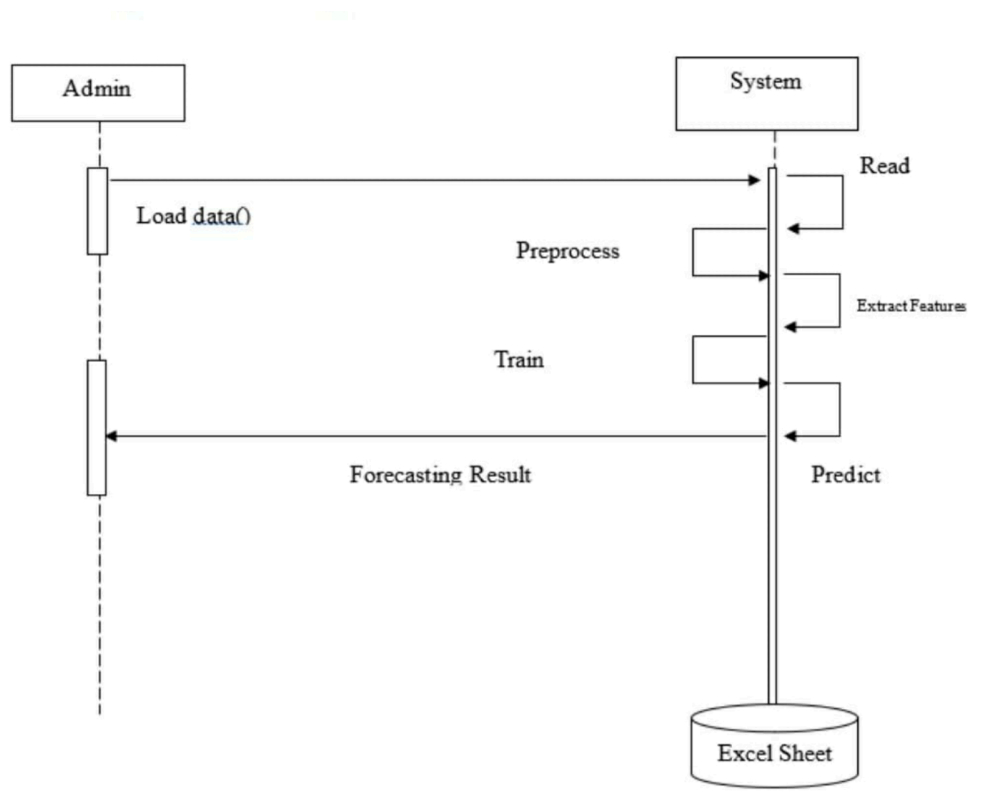 Admin
System
Read
Load data()
Preprocess
Extract Features
Train
Forecasting Result
Predict
Excel Sheet